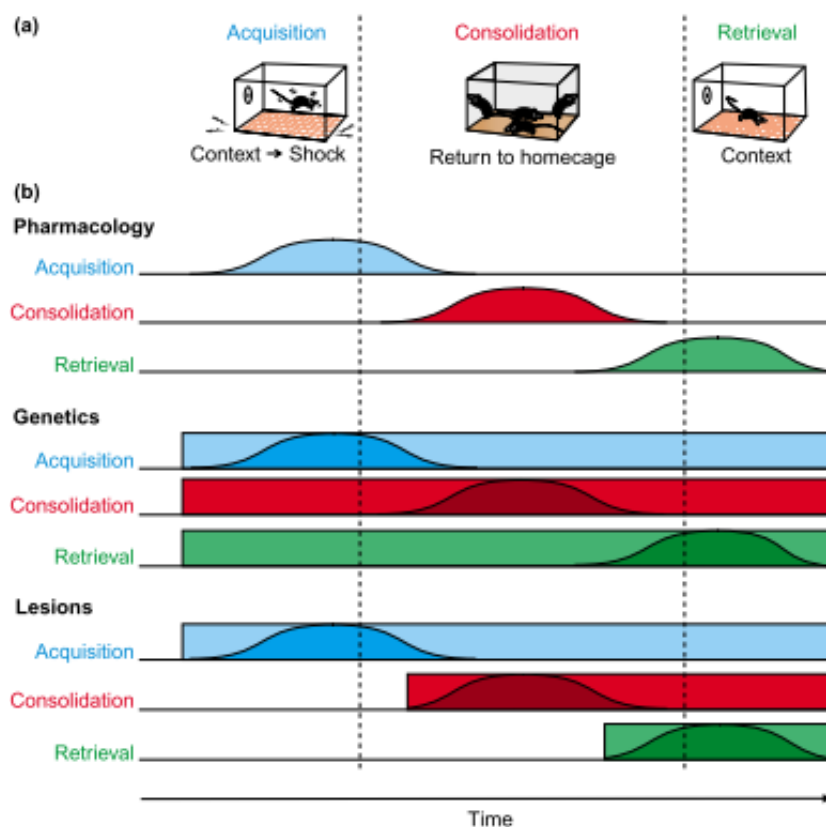 (a)
Acquisition
Consolidation
Retrieval
Context → Shock
Return to homecage
Context
(b)
Pharmacology
Acquisition
Consolidation
Retrieval
Genetics
Acquisition
Consolidation
Retrieval
Lesions
Acquisition
Consolidation
Retrieval
Time